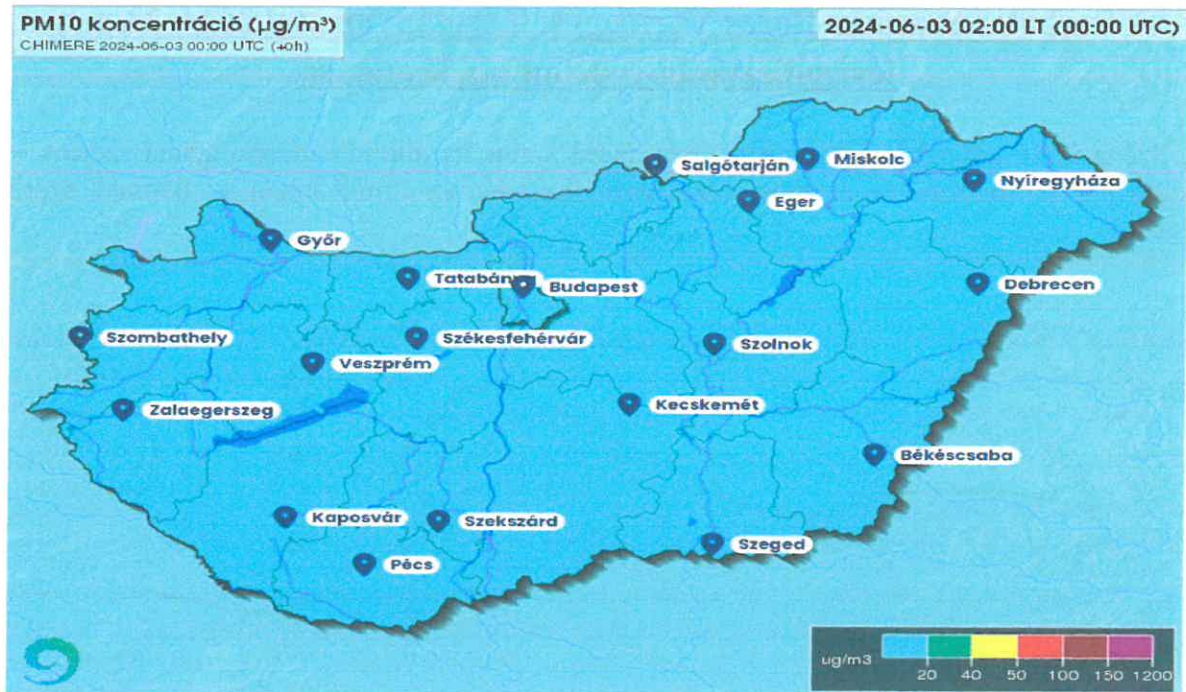 PM10 koncentráció (µg/m³)
CHIMERE 2024-06-03 00:00 UTC (+0h)
2024-06-03 02:00 LT (00:00 UTC)
Salgótarján
Miskolc
Nyíregyháza
Eger
Győr
Tatabán
Budapest
Debrecen
Szombathely
Székesfehérvár
Szolnok
Veszprém
Zalaegerszeg
Kecskemét
Békéscsaba
Kaposvár
Szekszárd
Szeged
Pécs
ug/m3
20 40 50 100 150 1200